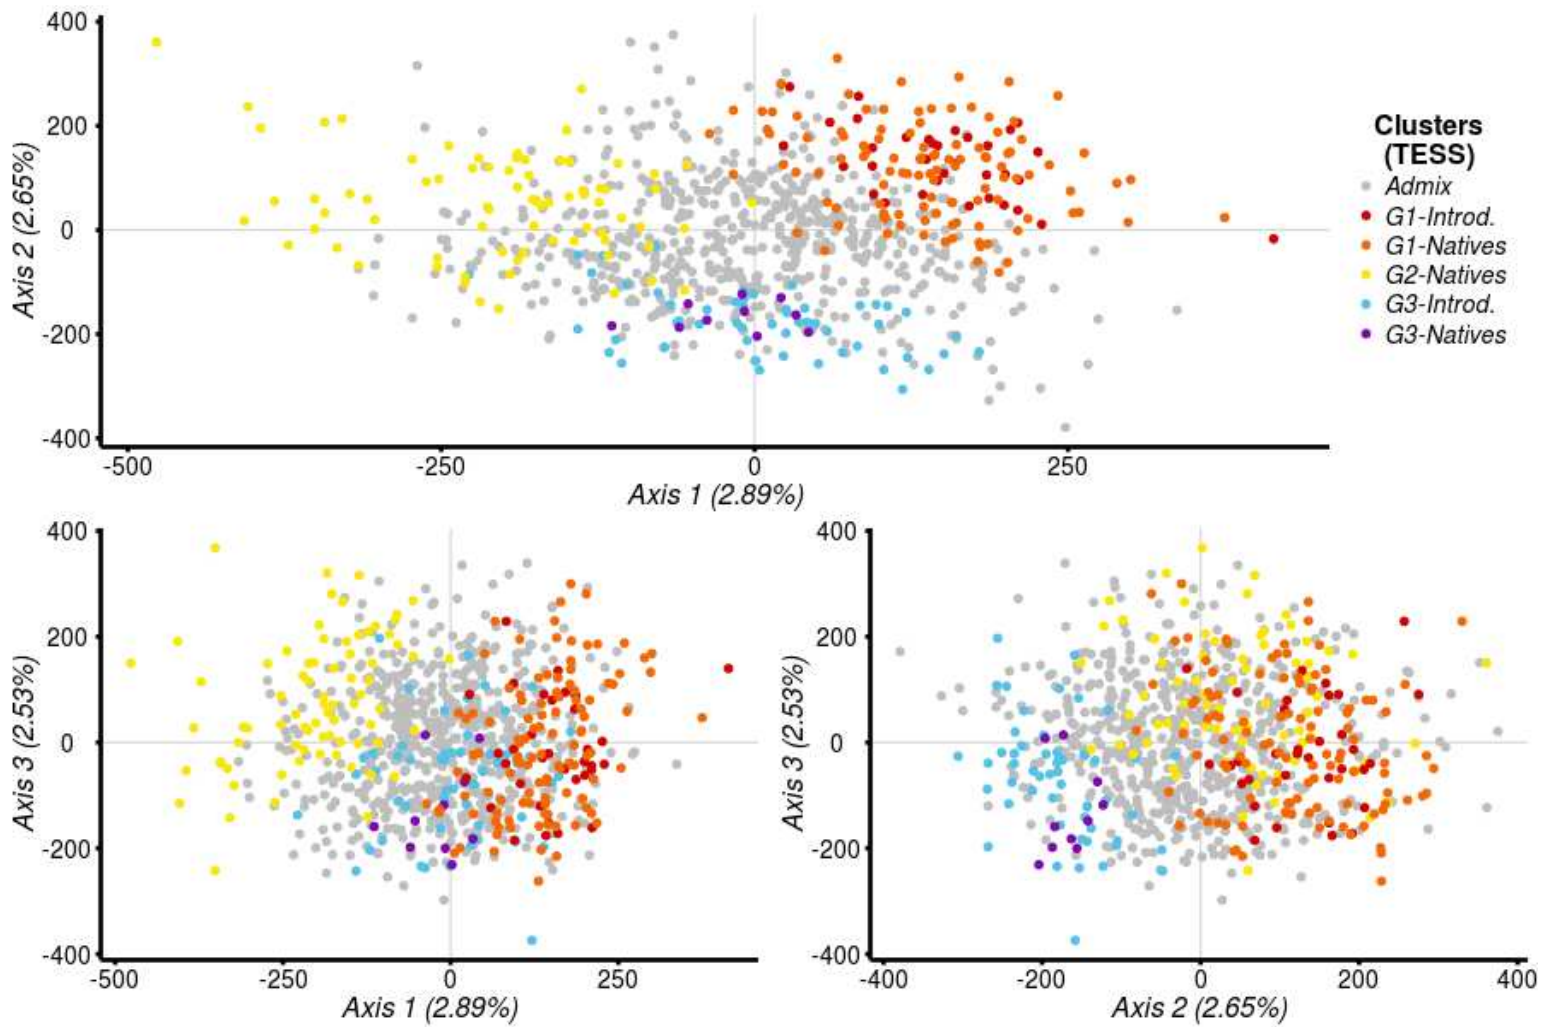 400
200
0
-200
-400
Axis 2 (2.65%)
-500
-250
0
250
Axis 1 (2.89%)
Clusters
(TESS)
Admix
G1-Introd.
G1-Natives
G2-Natives
G3-Introd.
G3-Natives
400
200
0
-200
-400
Axis 3 (2.53%)
-500
-250
0
250
Axis 1 (2.89%)
400
200
0
-200
-400
Axis 3 (2.53%)
-400
-200
0
200
400
Axis 2 (2.65%)